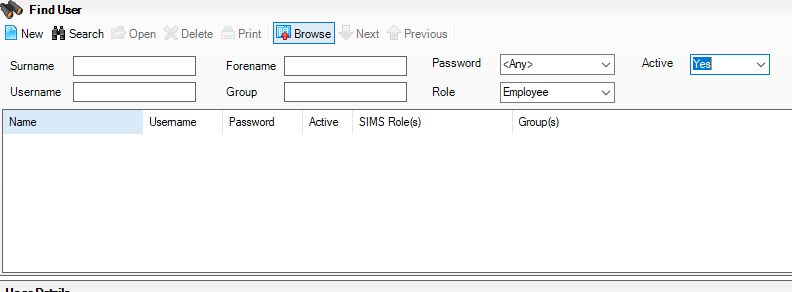 Find User
New Search Open Delete Print Browse Next Previous
Surname Forename Password <Any> Active Yes
Username Group Role Employee
Name Username Password Active SIMS Role(s) Group(s)